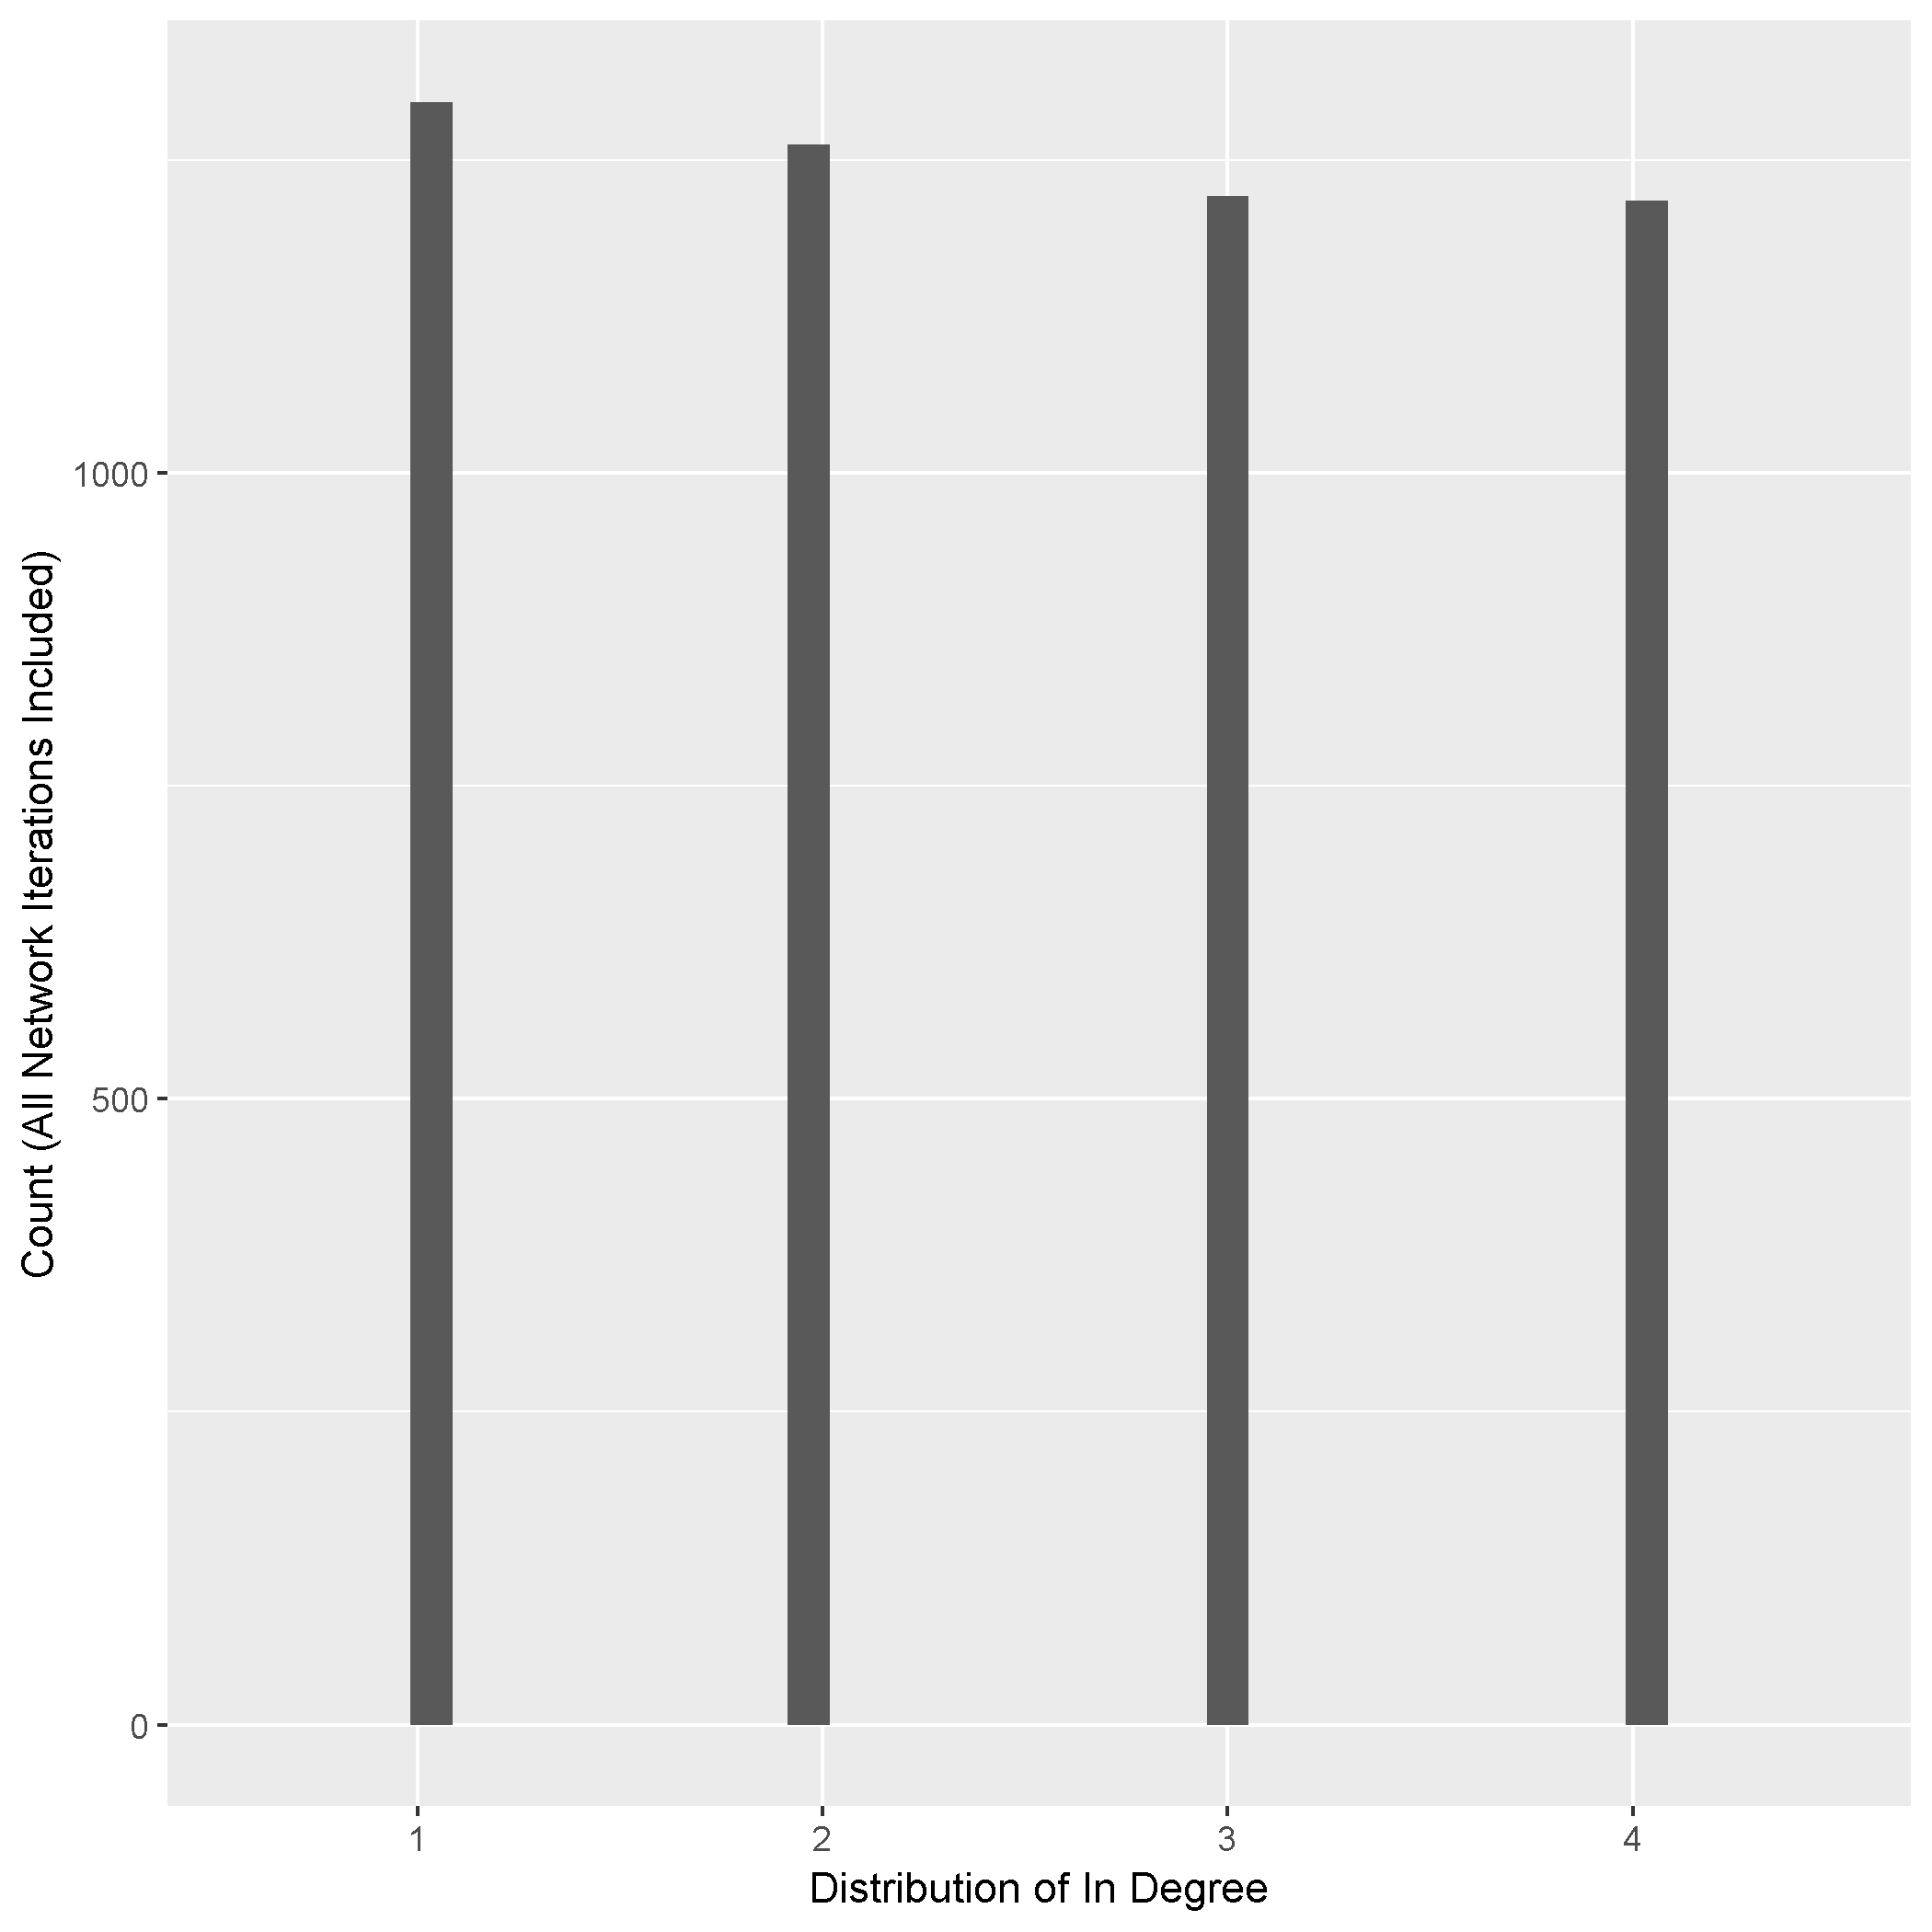 Count (All Network Iterations Included)
1000
500
0
1 2 3 4
Distribution of In Degree